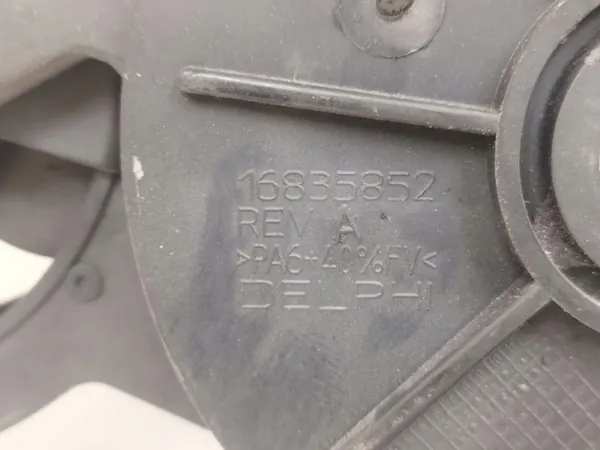 16835852
REV A
>PA6+40%FV<
DELPHI